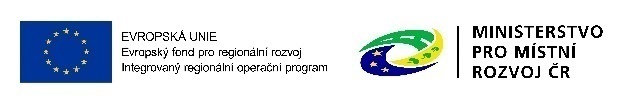 EVROPSKÁ UNIE
Evropský fond pro regionální rozvoj
Integrovaný regionální operační program
MINISTERSTVO
PRO MÍSTNÍ
ROZVOJ ČR